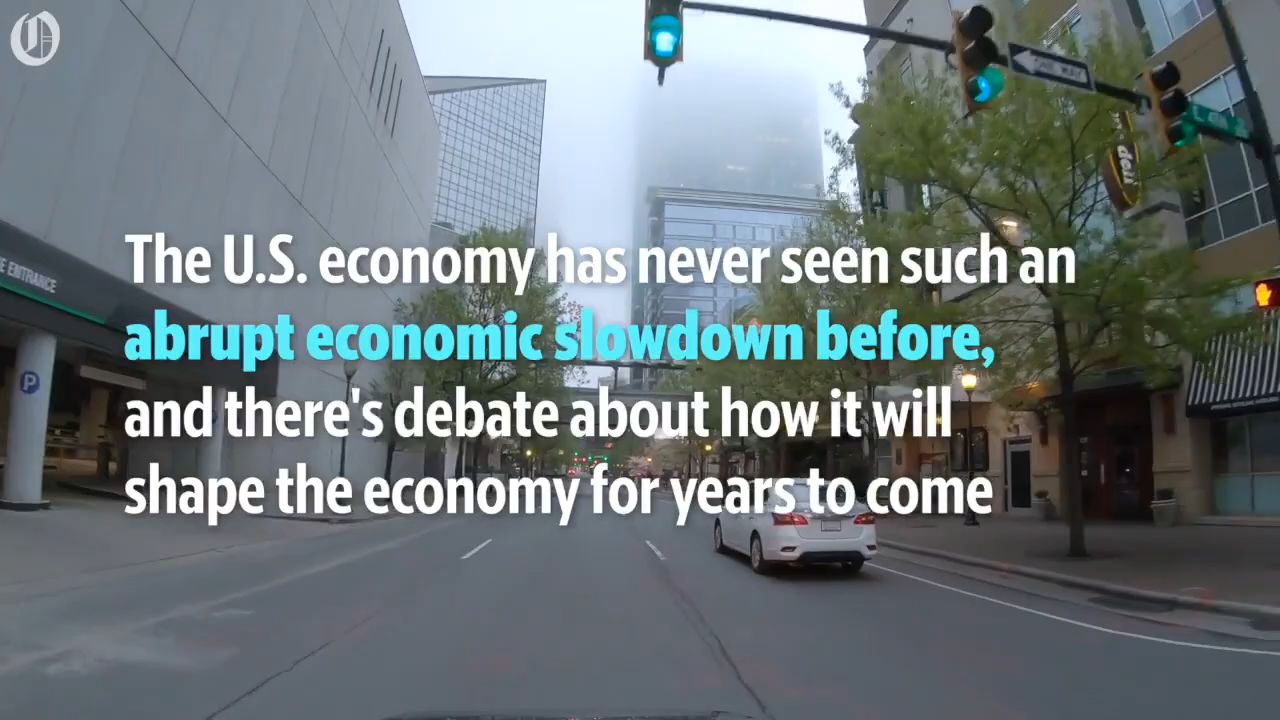 O
ONE WAY
deli
E ENTRANCE
P
The U.S. economy has never seen such an
abrupt economic slowdown before,
and there's debate about how it will
shape the economy for years to come